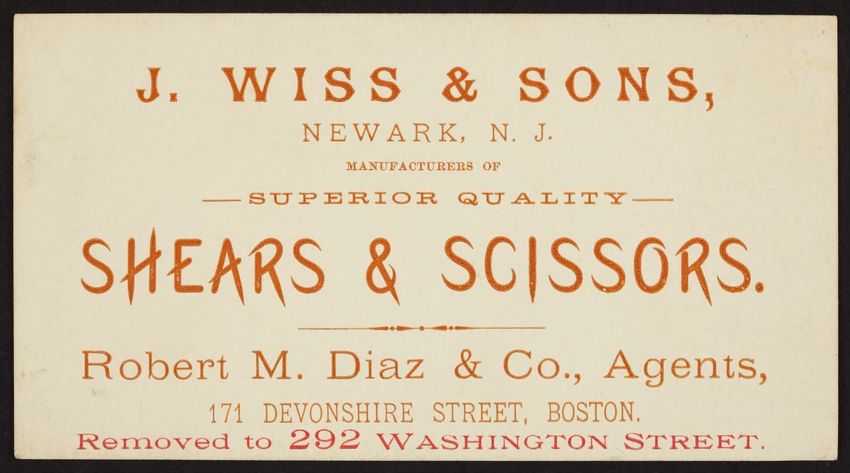 J. WISS & SONS,
NEWARK, N. J.
MANUFACTURERS OF
SUPERIOR QUALITY
SHEARS & SCISSORS.
Robert M. Diaz & Co., Agents,
171 DEVONSHIRE STREET, BOSTON.
Removed to 292 WASHINGTON STREET.